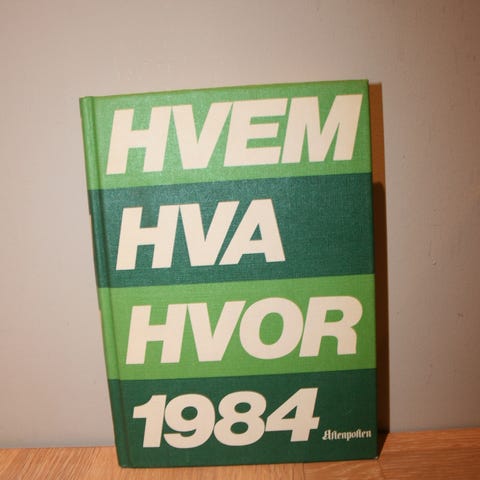 HVEM
HVA
HVOR
1984
Aftenposten